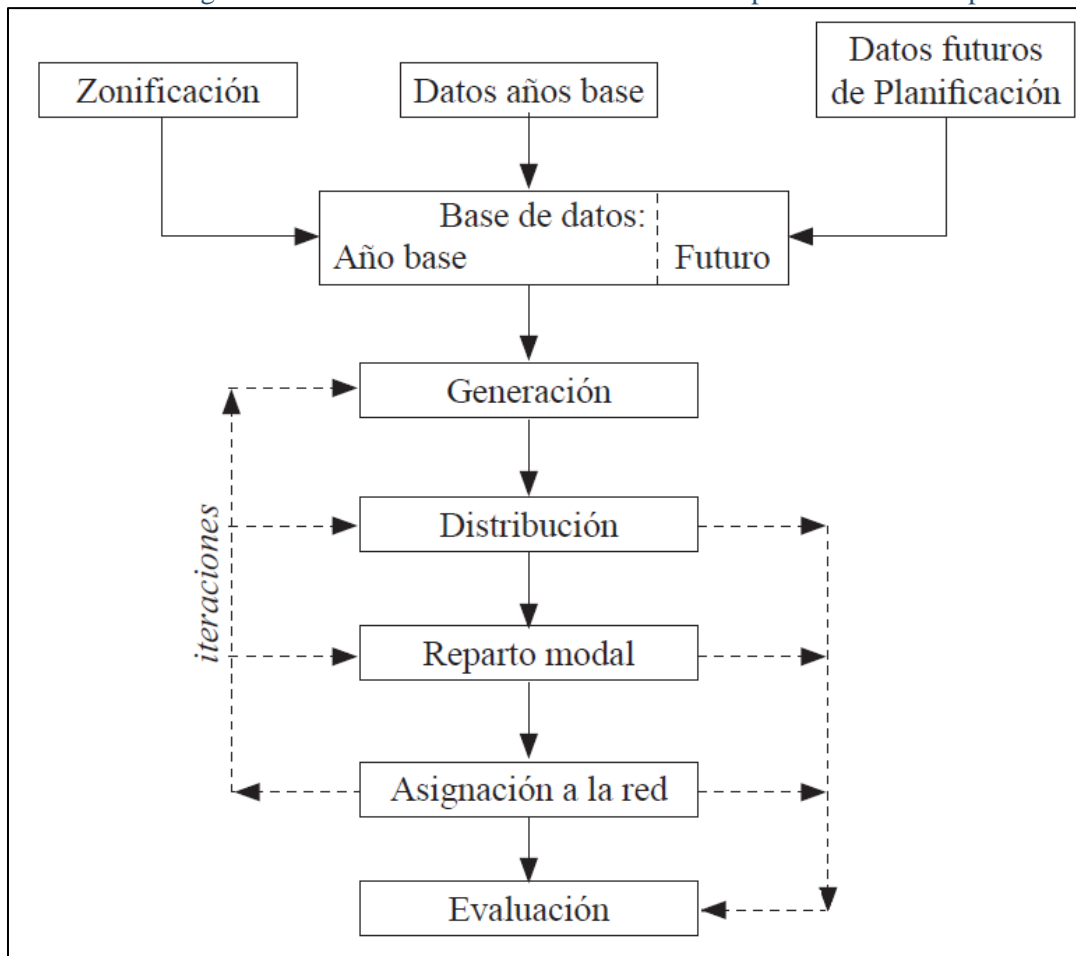 Zonificación
Datos años base
Datos futuros
de Planificación
Base de datos:
Año base
Futuro
Generación
Distribución
iteraciones
Reparto modal
Asignación a la red
Evaluación